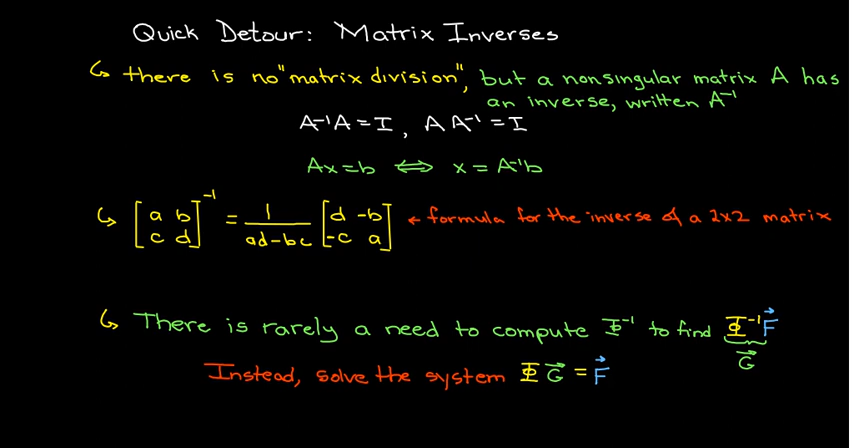 Quick Detour: Matrix Inverses
↳ there is no "matrix division", but a nonsingular matrix A has
an inverse, written A⁻¹
A⁻¹A = I, AA⁻¹ = I
Ax=b ⟺ x = A⁻¹b
↳ [a b; c d]⁻¹ = 1/(ad-bc) [d -b; -c a] ← formula for the inverse of a 2x2 matrix
↳ There is rarely a need to compute Φ⁻¹ to find Φ⁻¹F⃗
G⃗
Instead, solve the system Φ G⃗ = F⃗